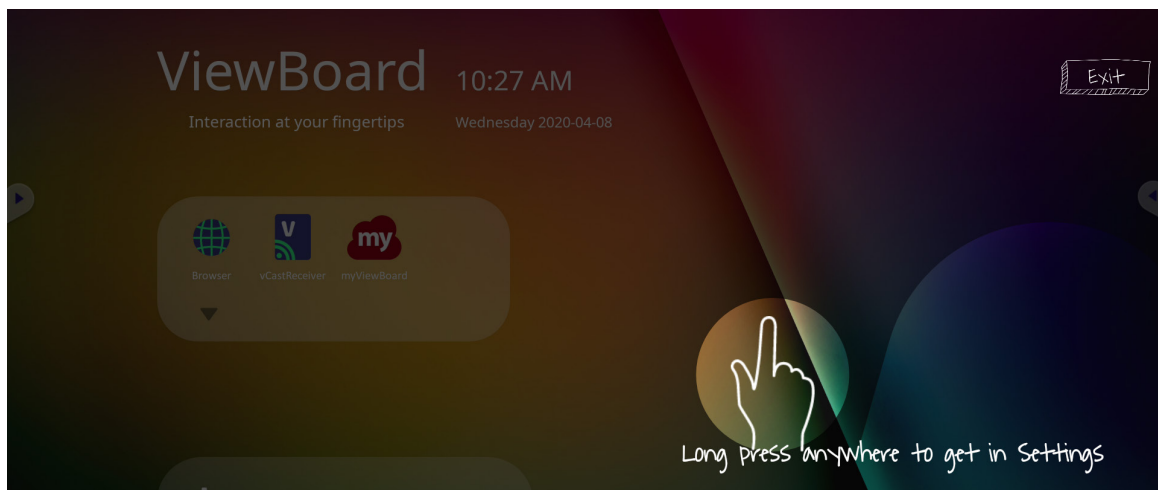 ViewBoard
10:27 AM
Exit
Interaction at your fingertips
Wednesday 2020-04-08
V
my
Browser
vCastReceiver
myViewBoard
Long press anywhere to get in Settings